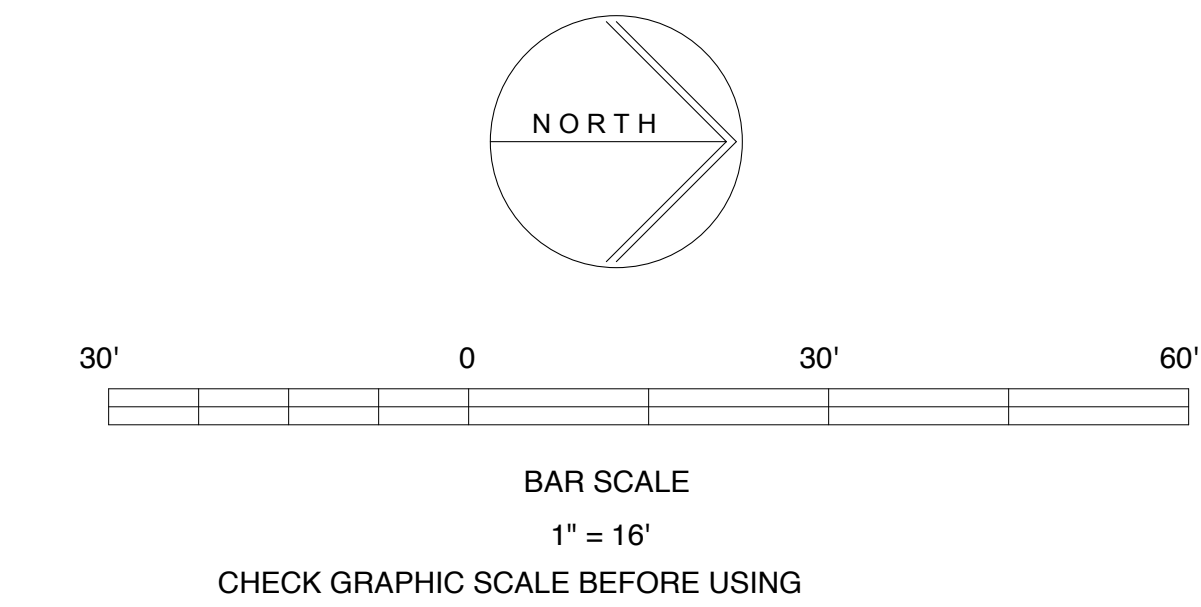 NORTH
30' 0 30' 60'
BAR SCALE
1" = 16'
CHECK GRAPHIC SCALE BEFORE USING